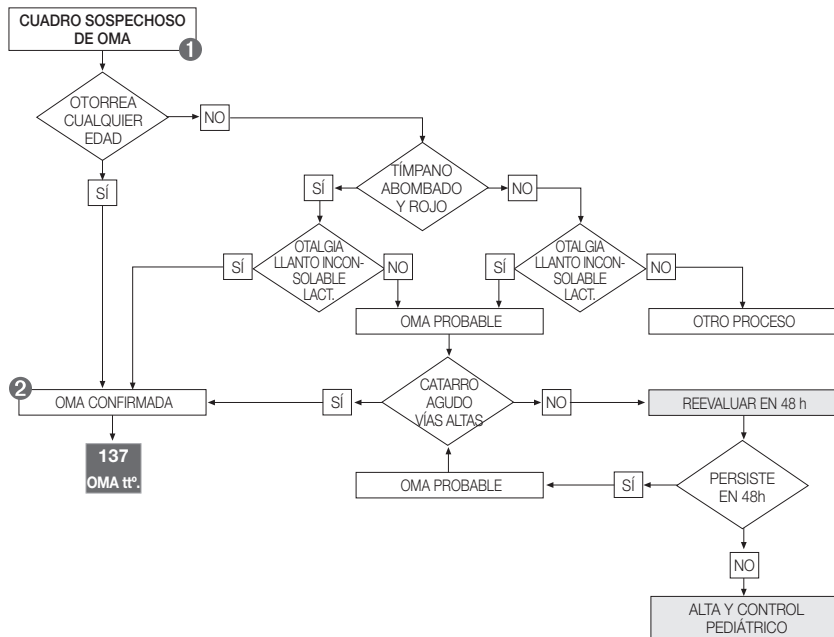 CUADRO SOSPECHOSO
DE OMA
1
OTORREA
CUALQUIER
EDAD
NO
SÍ
TÍMPANO
ABOMBADO
Y ROJO
SÍ
NO
OTALGIA
LLANTO INCON-
SOLABLE
LACT.
SÍ
NO
OTALGIA
LLANTO INCON-
SOLABLE
LACT.
SÍ
NO
OMA PROBABLE
OTRO PROCESO
2
OMA CONFIRMADA
SÍ
CATARRO
AGUDO
VÍAS ALTAS
NO
REEVALUAR EN 48 h
137
OMA ttº.
OMA PROBABLE
SÍ
PERSISTE
EN 48h
NO
ALTA Y CONTROL
PEDIÁTRICO